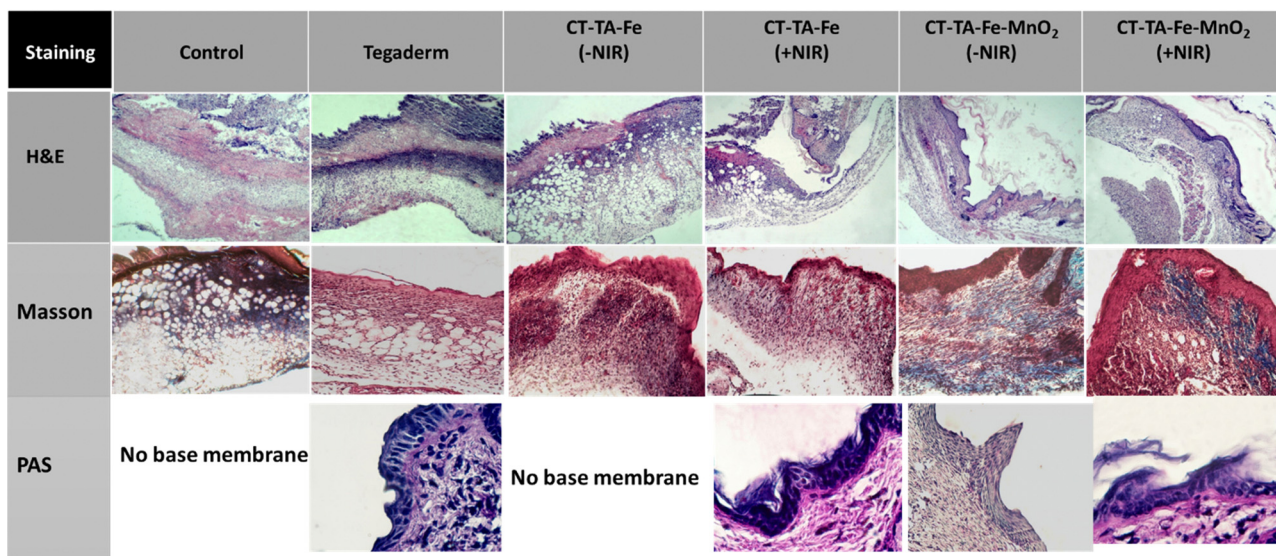 Staining
Control
Tegaderm
CT-TA-Fe
(-NIR)
CT-TA-Fe
(+NIR)
CT-TA-Fe-MnO₂
(-NIR)
CT-TA-Fe-MnO₂
(+NIR)
H&E
Masson
PAS
No base membrane
No base membrane